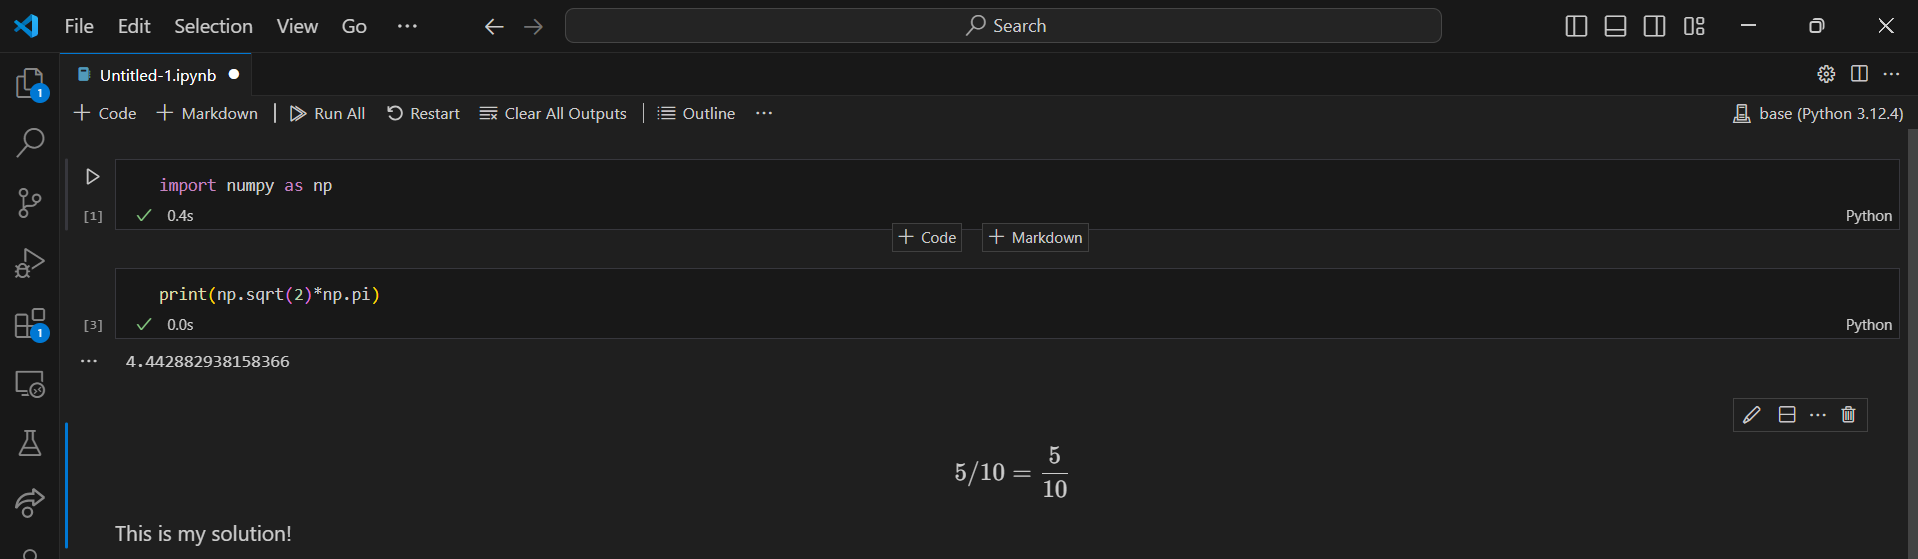 File Edit Selection View Go ...
Search
1
Untitled-1.ipynb
+ Code + Markdown Run All Restart Clear All Outputs Outline ...
base (Python 3.12.4)
import numpy as np
[1] 0.4s
Python
+ Code + Markdown
print(np.sqrt(2)*np.pi)
[3] 0.0s
Python
1
... 4.442882938158366
5/10 = 5/10
This is my solution!